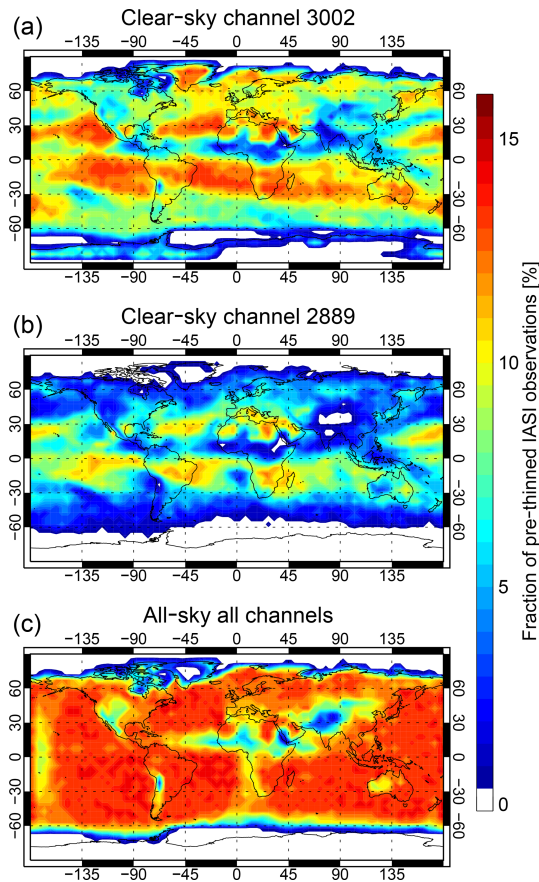 (a)
Clear-sky channel 3002
-135 -90 -45 0 45 90 135
60 60
30 30
0 0
-30 -30
-60 -60
-135 -90 -45 0 45 90 135
(b)
Clear-sky channel 2889
-135 -90 -45 0 45 90 135
60 60
30 30
0 0
-30 -30
-60 -60
-135 -90 -45 0 45 90 135
(c)
All-sky all channels
-135 -90 -45 0 45 90 135
60 60
30 30
0 0
-30 -30
-60 -60
-135 -90 -45 0 45 90 135
15
10
5
0
Fraction of pre-thinned IASI observations [%]